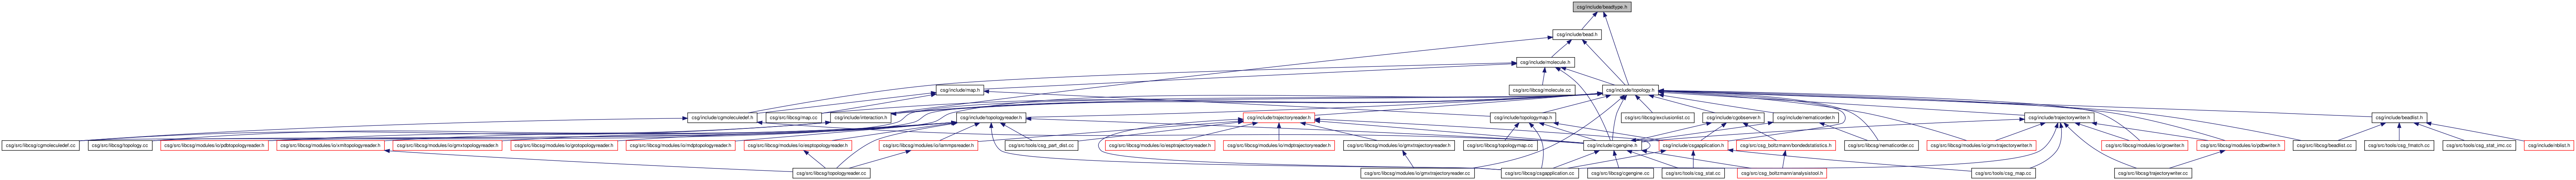 csg/include/beadtype.h
csg/include/bead.h
csg/include/molecule.h
csg/include/map.h
csg/src/libcsg/molecule.cc
csg/include/topology.h
csg/include/cgmoleculedef.h
csg/src/libcsg/map.cc
csg/include/interaction.h
csg/include/topologyreader.h
csg/include/trajectoryreader.h
csg/include/topologymap.h
csg/src/libcsg/exclusionlist.cc
csg/include/cgobserver.h
csg/include/nematicorder.h
csg/include/trajectorywriter.h
csg/include/beadlist.h
csg/src/libcsg/cgmoleculedef.cc
csg/src/libcsg/topology.cc
csg/src/libcsg/modules/io/pdbtopologyreader.h
csg/src/libcsg/modules/io/xmltopologyreader.h
csg/src/libcsg/modules/io/gmxtopologyreader.h
csg/src/libcsg/modules/io/grotopologyreader.h
csg/src/libcsg/modules/io/mdptopologyreader.h
csg/src/libcsg/modules/io/esptopologyreader.h
csg/src/libcsg/modules/io/lammpsreader.h
csg/src/tools/csg_part_dist.cc
csg/src/libcsg/modules/io/esptrajectoryreader.h
csg/src/libcsg/modules/io/mdptrajectoryreader.h
csg/src/libcsg/modules/io/gmxtrajectoryreader.h
csg/src/libcsg/topologymap.cc
csg/include/cgengine.h
csg/include/csgapplication.h
csg/src/csg_boltzmann/bondedstatistics.h
csg/src/libcsg/nematicorder.cc
csg/src/libcsg/modules/io/gmxtrajectorywriter.h
csg/src/libcsg/modules/io/growriter.h
csg/src/libcsg/modules/io/pdbwriter.h
csg/src/libcsg/beadlist.cc
csg/src/tools/csg_fmatch.cc
csg/src/tools/csg_stat_imc.cc
csg/include/nblist.h
csg/src/libcsg/topologyreader.cc
csg/src/libcsg/modules/io/gmxtrajectoryreader.cc
csg/src/libcsg/csgapplication.cc
csg/src/libcsg/cgengine.cc
csg/src/tools/csg_stat.cc
csg/src/csg_boltzmann/analysistool.h
csg/src/tools/csg_map.cc
csg/src/libcsg/trajectorywriter.cc